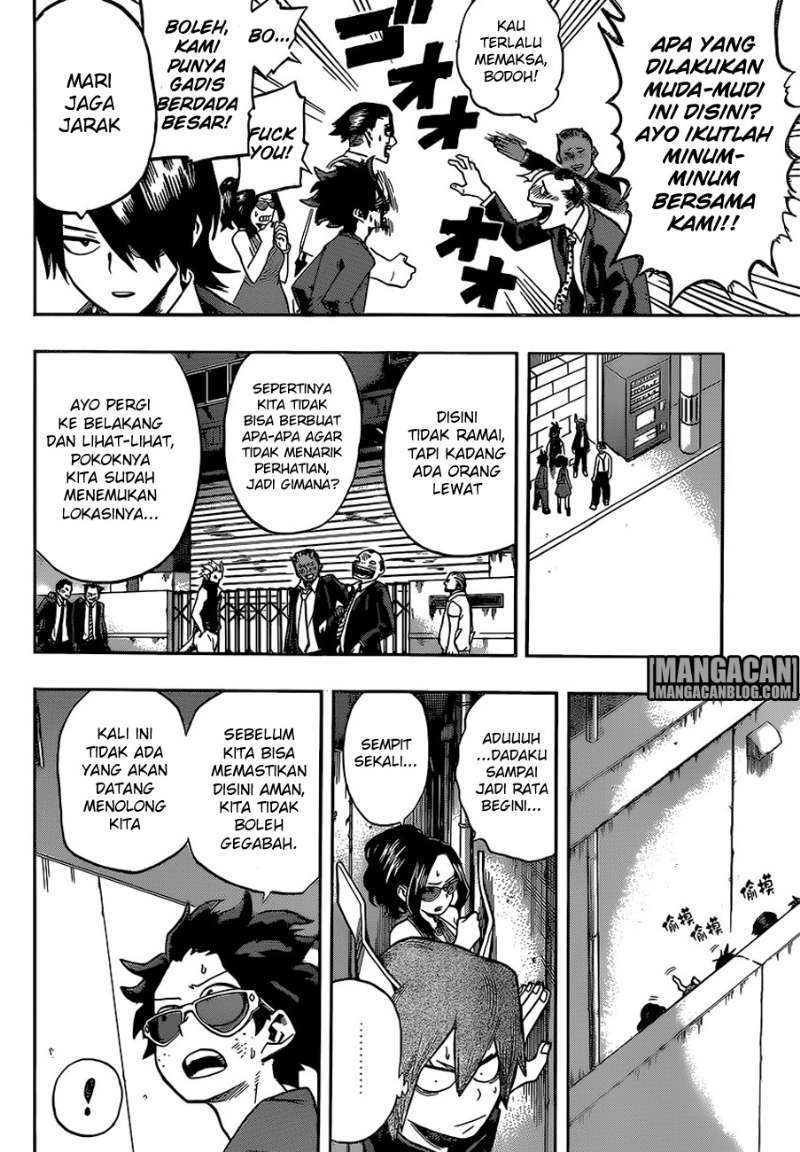 APA YANG
DILAKUKAN
MUDA-MUDI
INI DISINI?
AYO IKUTLAH
MINUM-
MINUM
BERSAMA
KAMI!!
KAU
TERLALU
MEMAKSA,
BODOH!
ゴオオオ
BO...
BOLEH,
KAMI
PUNYA
GADIS
BERDADA
BESAR!
FUCK
YOU!
MARI
JAGA
JARAK
DISINI
TIDAK RAMAI,
TAPI KADANG
ADA ORANG
LEWAT
SEPERTINYA
KITA TIDAK
BISA BERBUAT
APA-APA AGAR
TIDAK MENARIK
PERHATIAN,
JADI GIMANA?
AYO PERGI
KE BELAKANG
DAN LIHAT-LIHAT,
POKOKNYA
KITA SUDAH
MENEMUKAN
LOKASINYA...
[MANGACAN]
MANGACANBLOG.COM
偷摸
偷摸
偷摸
ADUUUH
...DADAKU
SAMPAI
JADI RATA
BEGINI...
SEMPIT
SEKALI...
.........
SEBELUM
KITA BISA
MEMASTIKAN
DISINI AMAN,
KITA TIDAK
BOLEH
GEGABAH.
KALI INI
TIDAK ADA
YANG AKAN
DATANG
MENOLONG
KITA
!